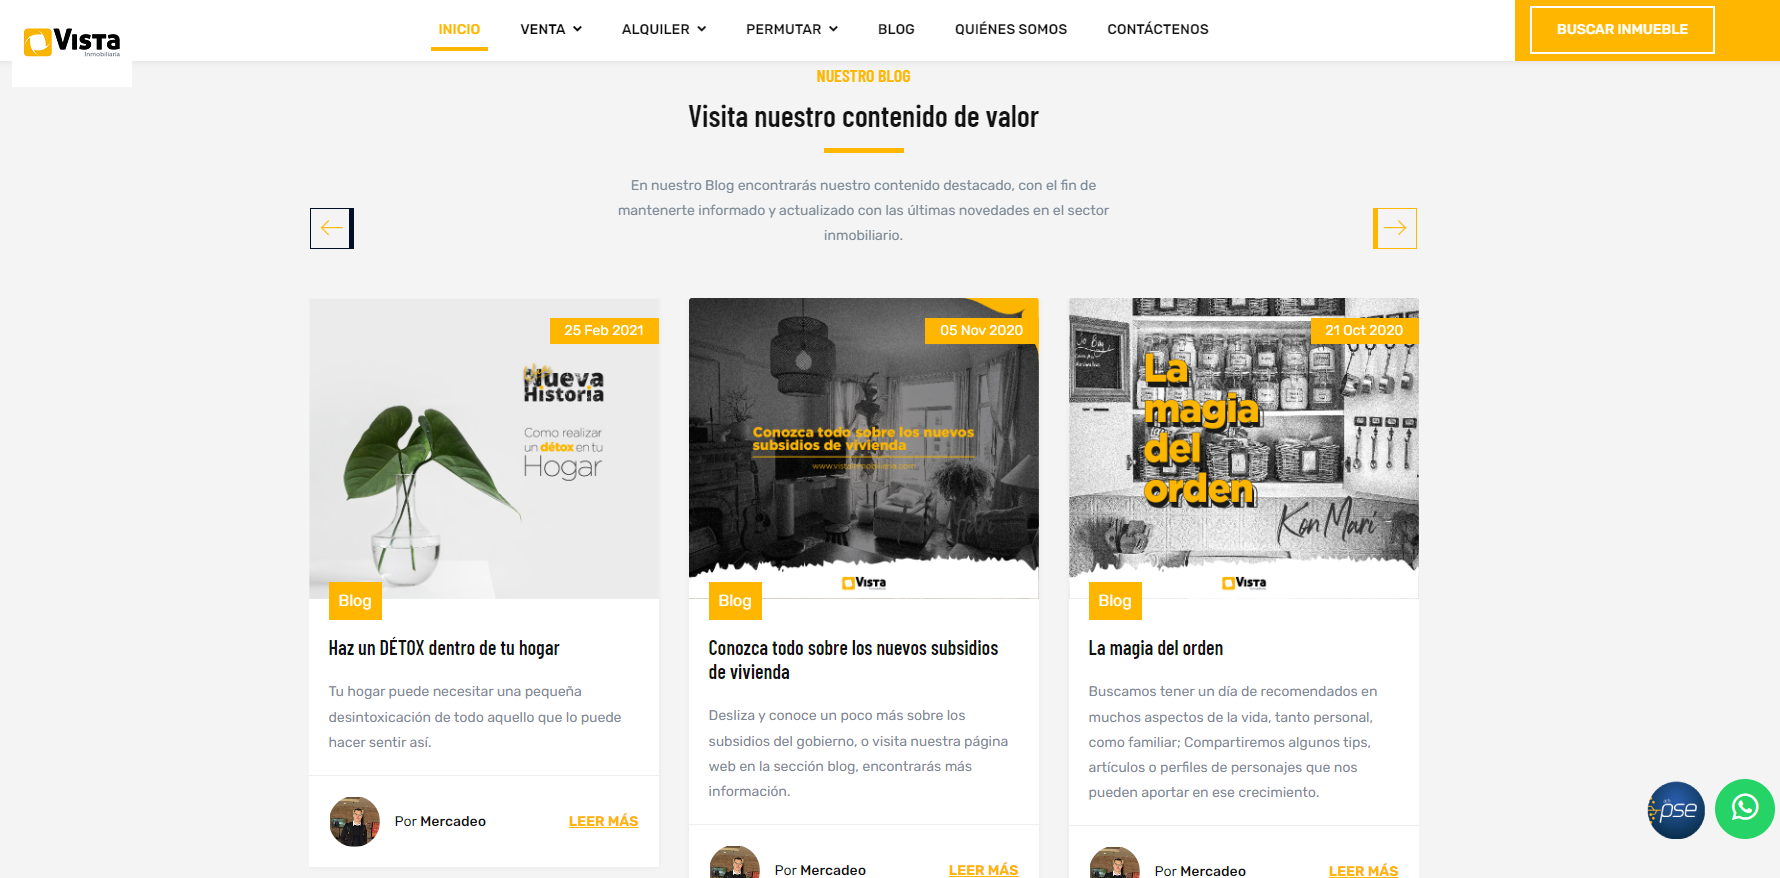 Vista
Inmobiliaria
INICIO
VENTA
ALQUILER
PERMUTAR
BLOG
QUIÉNES SOMOS
CONTÁCTENOS
BUSCAR INMUEBLE
NUESTRO BLOG
Visita nuestro contenido de valor
En nuestro Blog encontrarás nuestro contenido destacado, con el fin de
mantenerte informado y actualizado con las últimas novedades en el sector
inmobiliario.
25 Feb 2021
Nueva
Historia
Como realizar
un détox en tu
Hogar
Blog
Haz un DÉTOX dentro de tu hogar
Tu hogar puede necesitar una pequeña
desintoxicación de todo aquello que lo puede
hacer sentir así.
Por Mercadeo
LEER MÁS
05 Nov 2020
Conozca todo sobre los nuevos
subsidios de vivienda
Vista
Blog
Conozca todo sobre los nuevos subsidios
de vivienda
Desliza y conoce un poco más sobre los
subsidios del gobierno, o visita nuestra página
web en la sección blog, encontrarás más
información.
Por Mercadeo
LEER MÁS
21 Oct 2020
La
magia
del
orden
KonMari
Vista
Blog
La magia del orden
Buscamos tener un día de recomendados en
muchos aspectos de la vida, tanto personal,
como familiar; Compartiremos algunos tips,
artículos o perfiles de personajes que nos
pueden aportar en ese crecimiento.
Por Mercadeo
LEER MÁS
pse